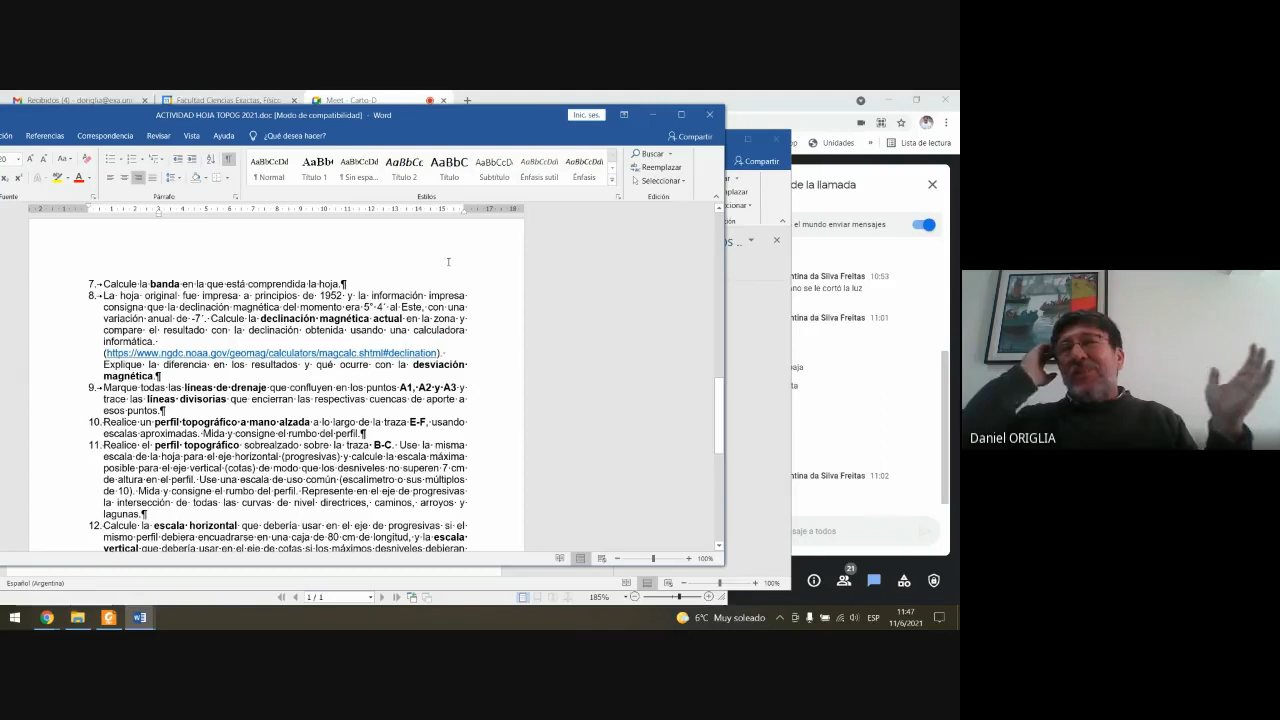 Recibidos (4) - doriglia@exa.un
Facultad Ciencias Exactas, Físic
Meet - Carto-D
ACTIVIDAD HOJA TOPOG 2021.doc [Modo de compatibilidad] - Word
Inic. ses.
Referencias Correspondencia Revisar Vista Ayuda ¿Qué desea hacer?
Compartir
Unidades
Lista de lectura
AaBbCcDd AaBb( AaBbCcDd AaBbCc AaBbC AaBbCcDd AaBbCcDd AaBbCcDd
¶ Normal Título 1 ¶ Sin espa... Título 2 Título Subtítulo Énfasis sutil Énfasis
Buscar
Reemplazar
Seleccionar
Párrafo Estilos Edición
Compartir
de la llamada
el mundo enviar mensajes
7. Calcule la banda en la que está comprendida la hoja.¶
8. La hoja original fue impresa a principios de 1952 y la información impresa
consigna que la declinación magnética del momento era 5° 4´ al Este, con una
variación anual de -7´. Calcule la declinación magnética actual en la zona y
compare el resultado con la declinación obtenida usando una calculadora
informática.
(https://www.ngdc.noaa.gov/geomag/calculators/magcalc.shtml#declination).
Explique la diferencia en los resultados y qué ocurre con la desviación
magnética.¶
9. Marque todas las líneas de drenaje que confluyen en los puntos A1, A2 y A3 y
trace las líneas divisorias que encierran las respectivas cuencas de aporte a
esos puntos.¶
10. Realice un perfil topográfico a mano alzada a lo largo de la traza E-F, usando
escalas aproximadas. Mida y consigne el rumbo del perfil.¶
11. Realice el perfil topográfico sobrealzado sobre la traza B-C. Use la misma
escala de la hoja para el eje horizontal (progresivas) y calcule la escala máxima
posible para el eje vertical (cotas) de modo que los desniveles no superen 7 cm
de altura en el perfil. Use una escala de uso común (escalímetro o sus múltiplos
de 10). Mida y consigne el rumbo del perfil. Represente en el eje de progresivas
la intersección de todas las curvas de nivel directrices, caminos, arroyos y
lagunas.¶
12. Calcule la escala horizontal que debería usar en el eje de progresivas si el
mismo perfil debiera encuadrarse en una caja de 80 cm de longitud, y la escala
vertical que debería usar en el eje de cotas si los máximos desniveles debieran
ntina da Silva Freitas 10:53
no se le cortó la luz
ntina da Silva Freitas 11:01
aja
ta
ntina da Silva Freitas 11:02
saje a todos
21
Daniel ORIGLIA
100%
Español (Argentina)
100%
1 / 1
185%
6°C Muy soleado
ESP
11:47
11/6/2021